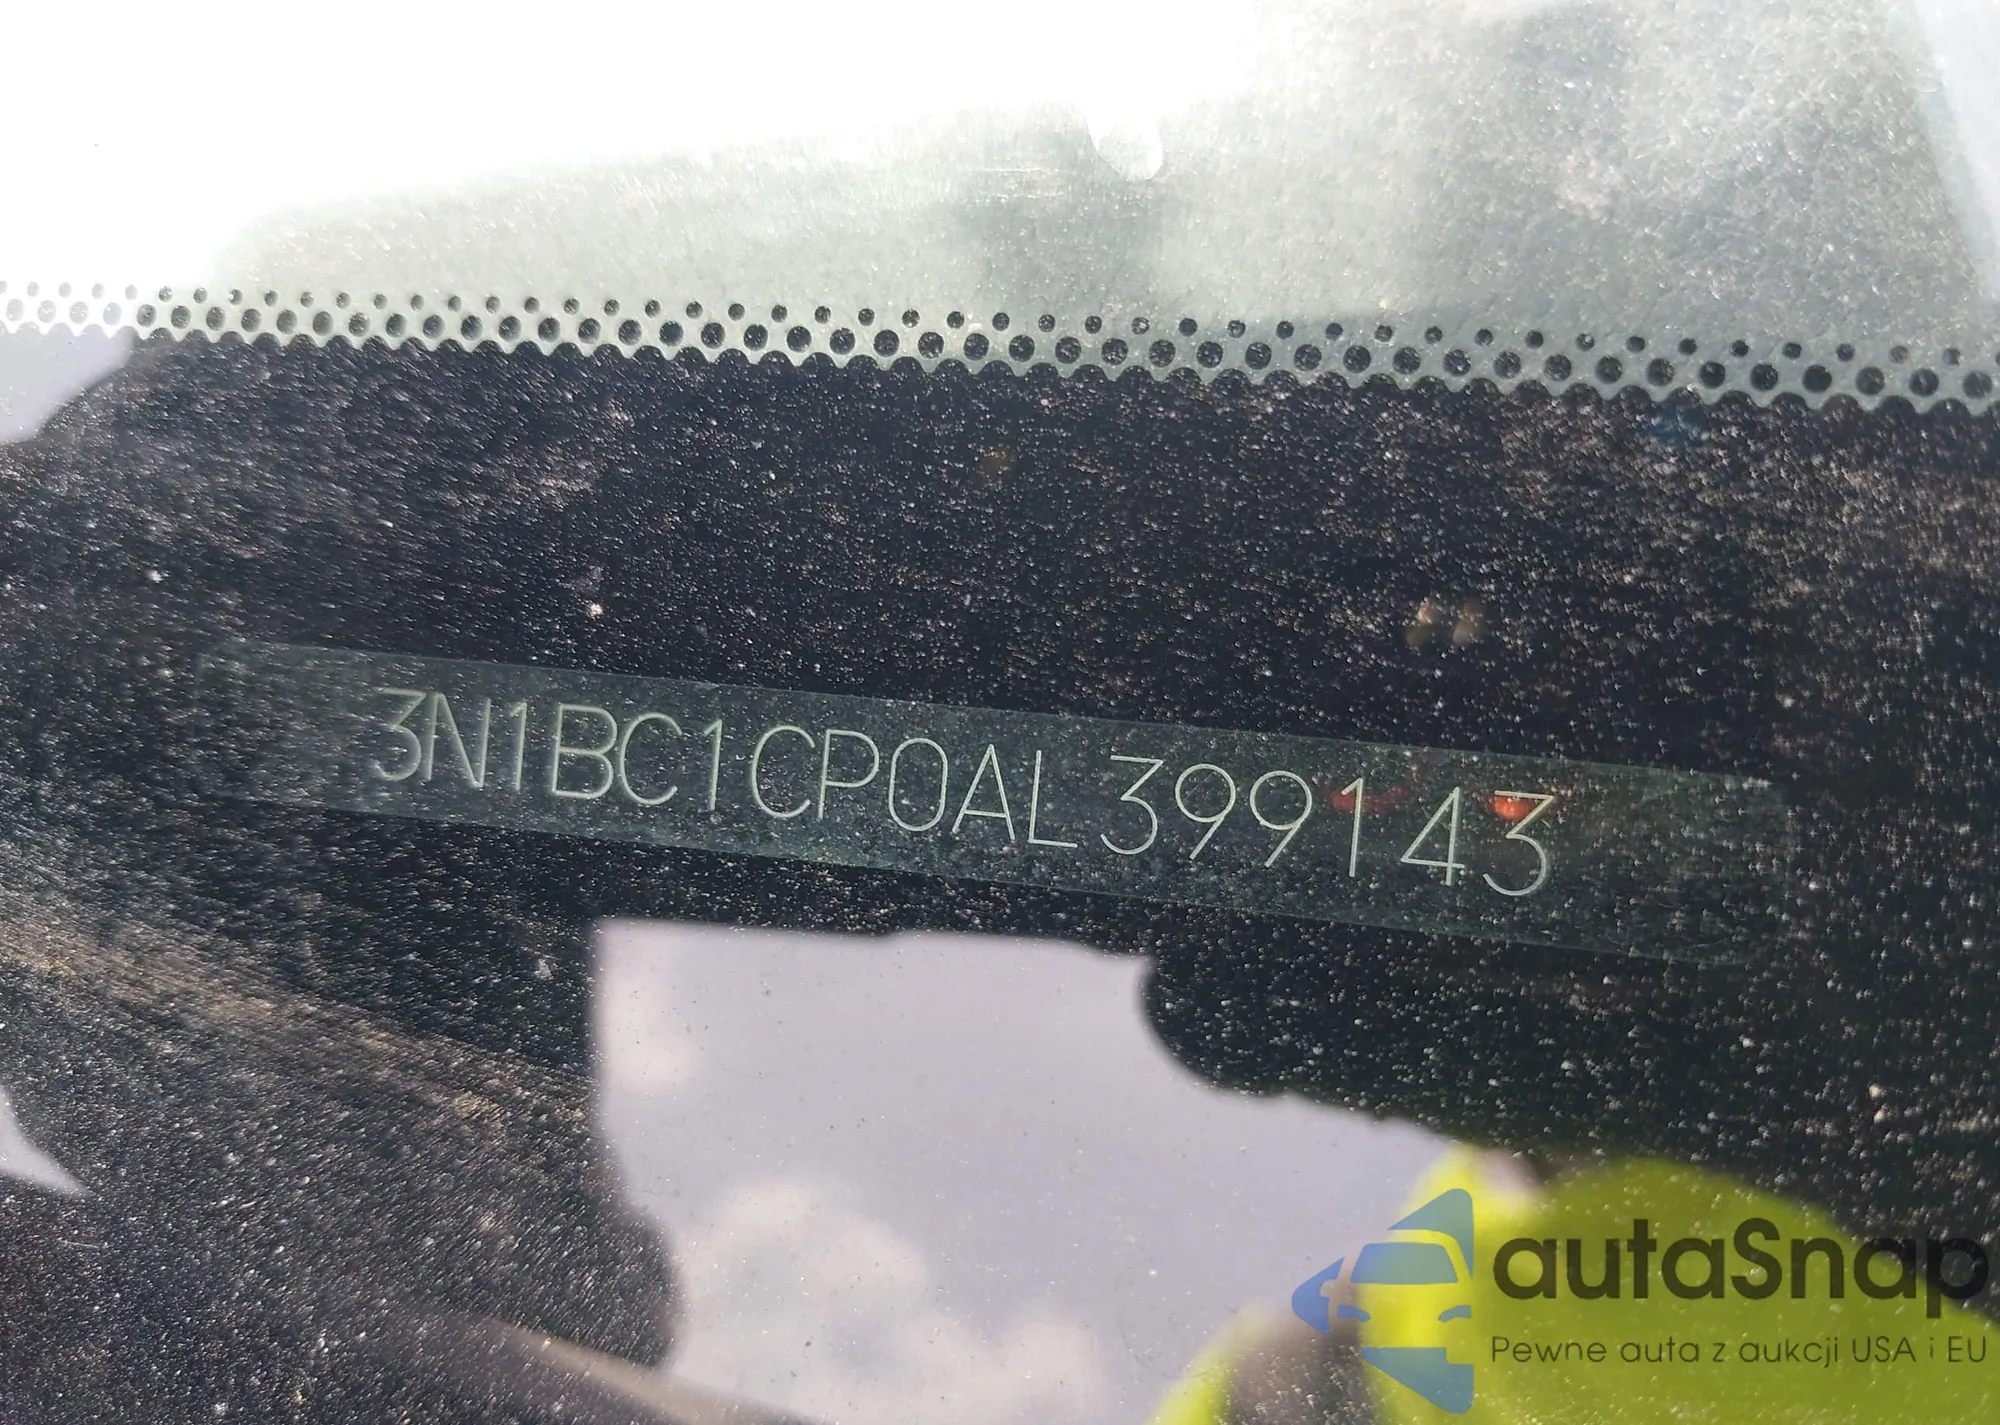 3N1BC1CP0AL399143
autaSnap
Pewne auta z aukcji USA i EU